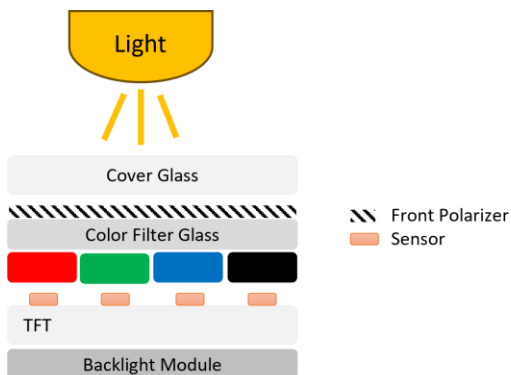 Light
Cover Glass
Front Polarizer
Color Filter Glass
Sensor
TFT
Backlight Module